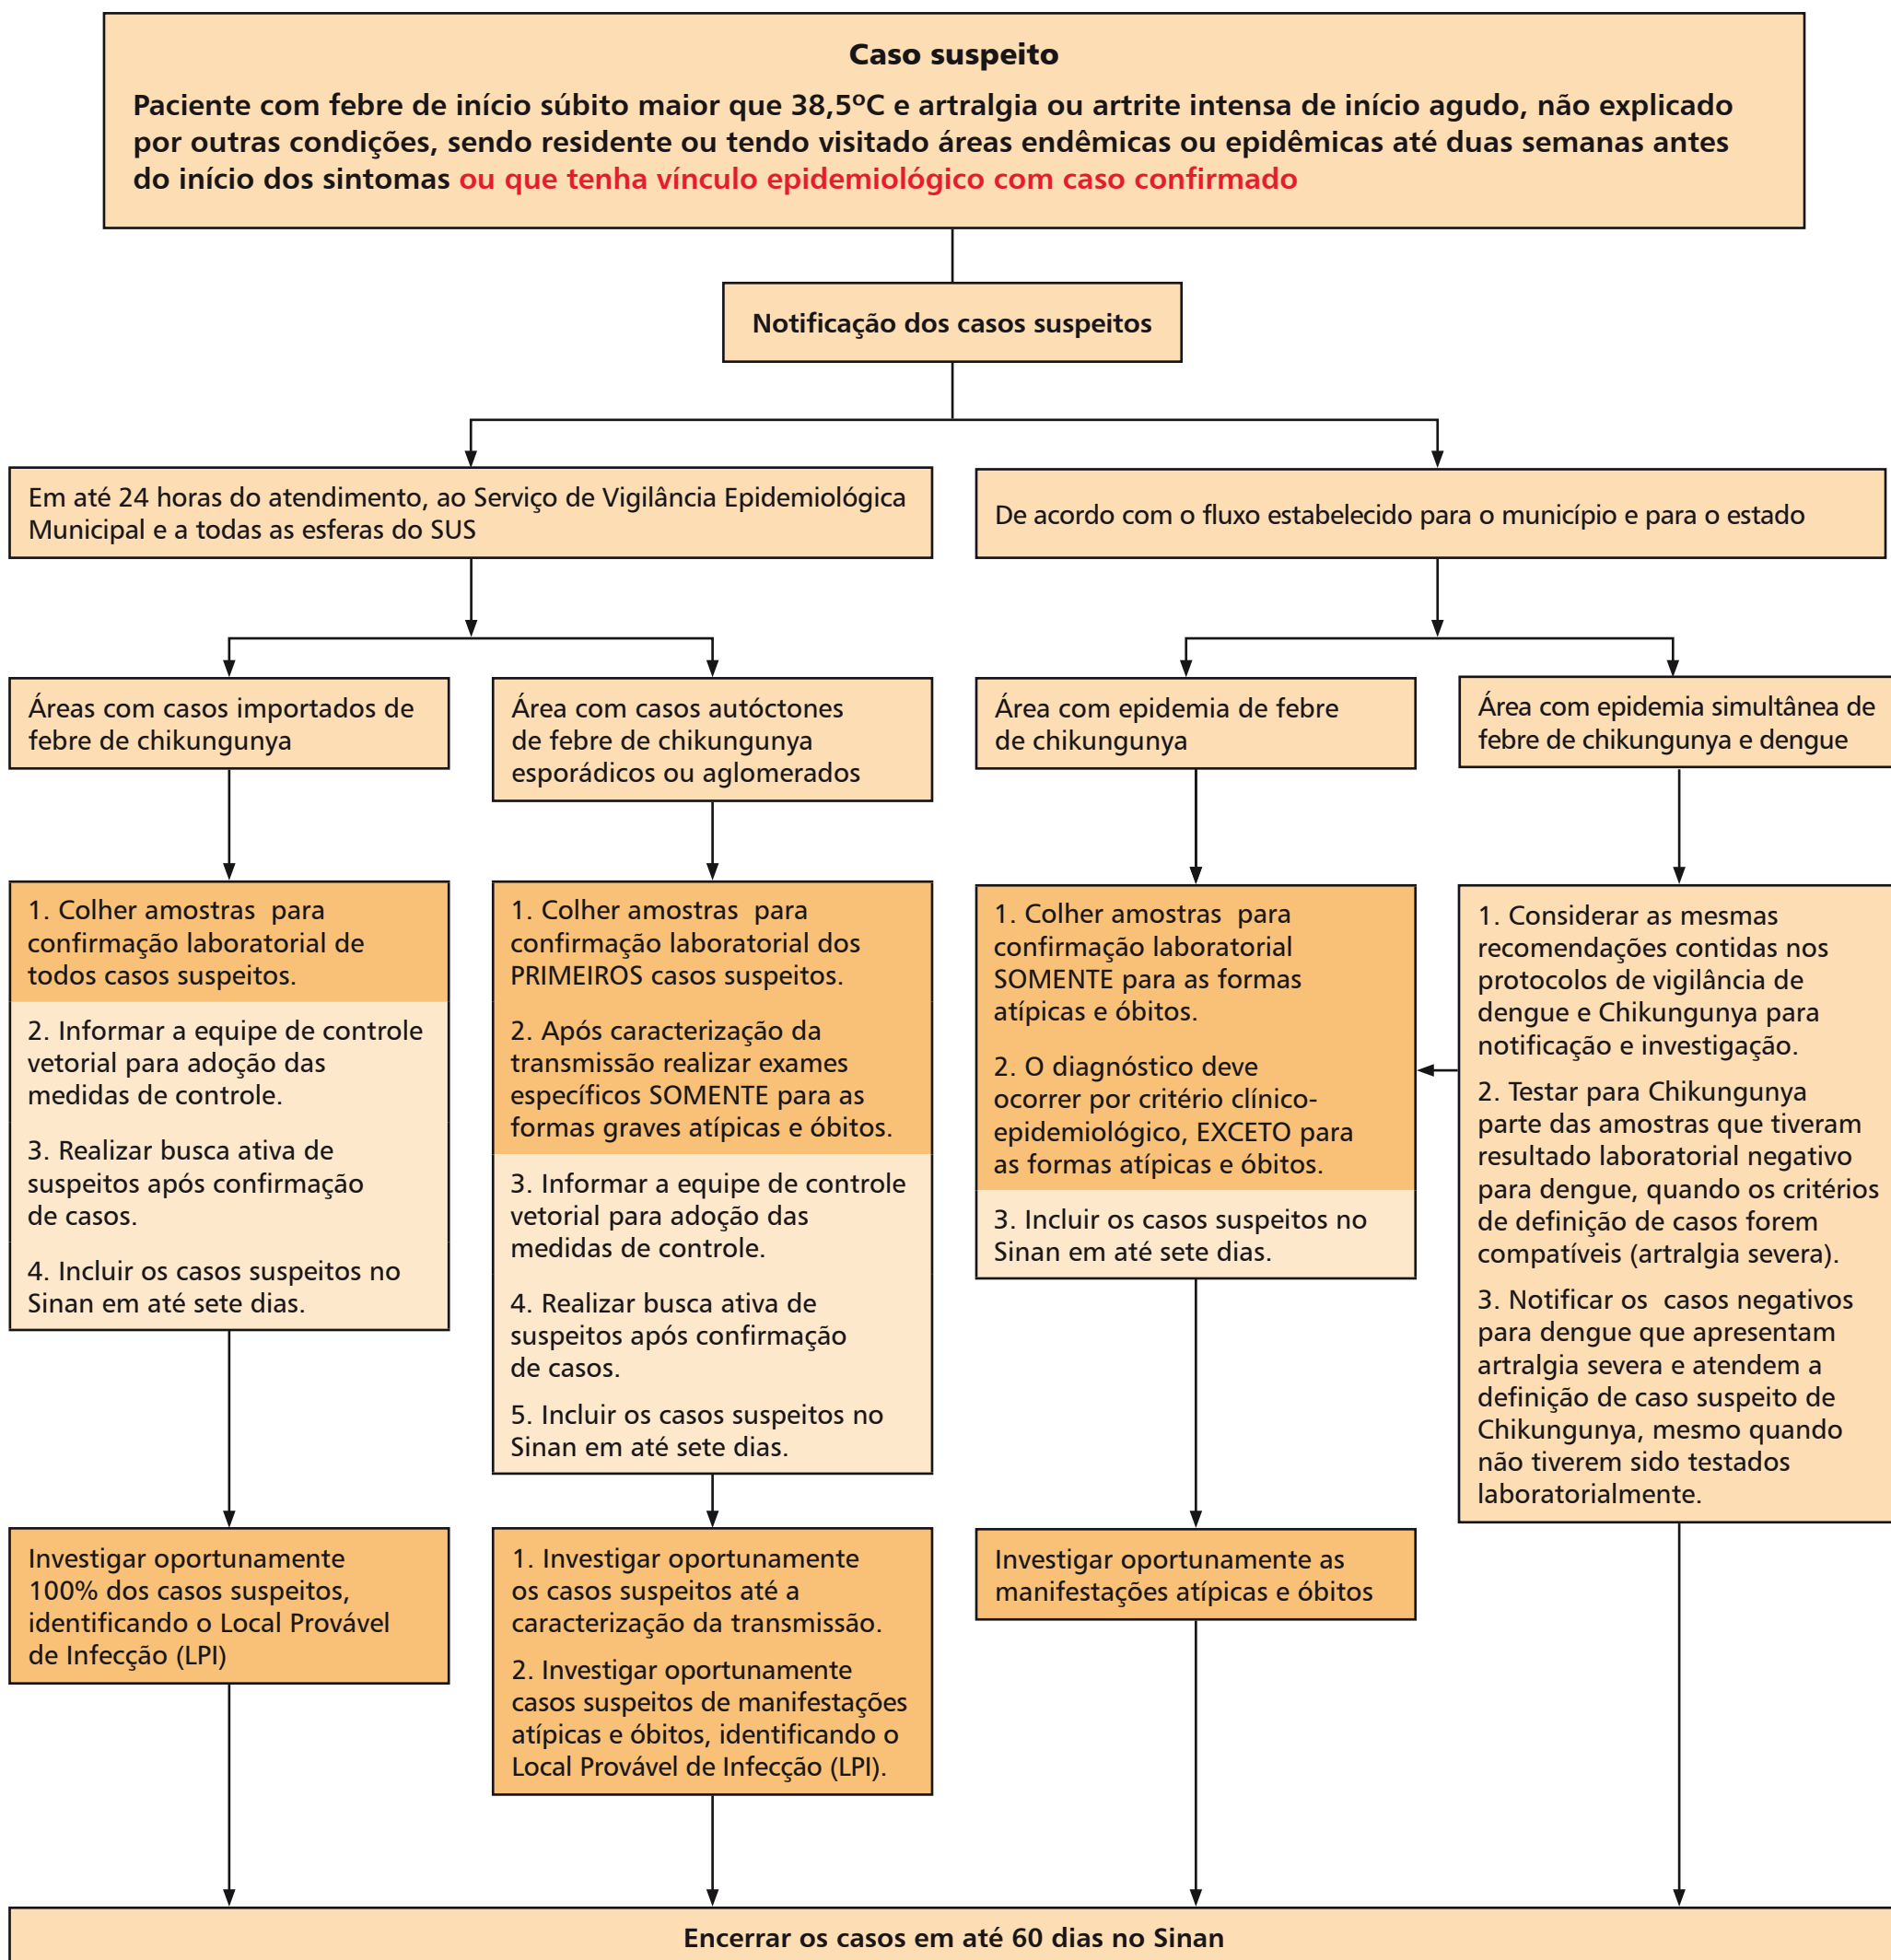 Caso suspeito
Paciente com febre de início súbito maior que 38,5ºC e artralgia ou artrite intensa de início agudo, não explicado
por outras condições, sendo residente ou tendo visitado áreas endêmicas ou epidêmicas até duas semanas antes
do início dos sintomas ou que tenha vínculo epidemiológico com caso confirmado
Notificação dos casos suspeitos
Em até 24 horas do atendimento, ao Serviço de Vigilância Epidemiológica
Municipal e a todas as esferas do SUS
De acordo com o fluxo estabelecido para o município e para o estado
Áreas com casos importados de
febre de chikungunya
Área com casos autóctones
de febre de chikungunya
esporádicos ou aglomerados
Área com epidemia de febre
de chikungunya
Área com epidemia simultânea de
febre de chikungunya e dengue
1. Colher amostras para
confirmação laboratorial de
todos casos suspeitos.
2. Informar a equipe de controle
vetorial para adoção das
medidas de controle.
3. Realizar busca ativa de
suspeitos após confirmação
de casos.
4. Incluir os casos suspeitos no
Sinan em até sete dias.
1. Colher amostras para
confirmação laboratorial dos
PRIMEIROS casos suspeitos.
2. Após caracterização da
transmissão realizar exames
específicos SOMENTE para as
formas graves atípicas e óbitos.
3. Informar a equipe de controle
vetorial para adoção das
medidas de controle.
4. Realizar busca ativa de
suspeitos após confirmação
de casos.
5. Incluir os casos suspeitos no
Sinan em até sete dias.
1. Colher amostras para
confirmação laboratorial
SOMENTE para as formas
atípicas e óbitos.
2. O diagnóstico deve
ocorrer por critério clínico-
epidemiológico, EXCETO para
as formas atípicas e óbitos.
3. Incluir os casos suspeitos no
Sinan em até sete dias.
1. Considerar as mesmas
recomendações contidas nos
protocolos de vigilância de
dengue e Chikungunya para
notificação e investigação.
2. Testar para Chikungunya
parte das amostras que tiveram
resultado laboratorial negativo
para dengue, quando os critérios
de definição de casos forem
compatíveis (artralgia severa).
3. Notificar os casos negativos
para dengue que apresentam
artralgia severa e atendem a
definição de caso suspeito de
Chikungunya, mesmo quando
não tiverem sido testados
laboratorialmente.
Investigar oportunamente
100% dos casos suspeitos,
identificando o Local Provável
de Infecção (LPI)
1. Investigar oportunamente
os casos suspeitos até a
caracterização da transmissão.
2. Investigar oportunamente
casos suspeitos de manifestações
atípicas e óbitos, identificando o
Local Provável de Infecção (LPI).
Investigar oportunamente as
manifestações atípicas e óbitos
Encerrar os casos em até 60 dias no Sinan